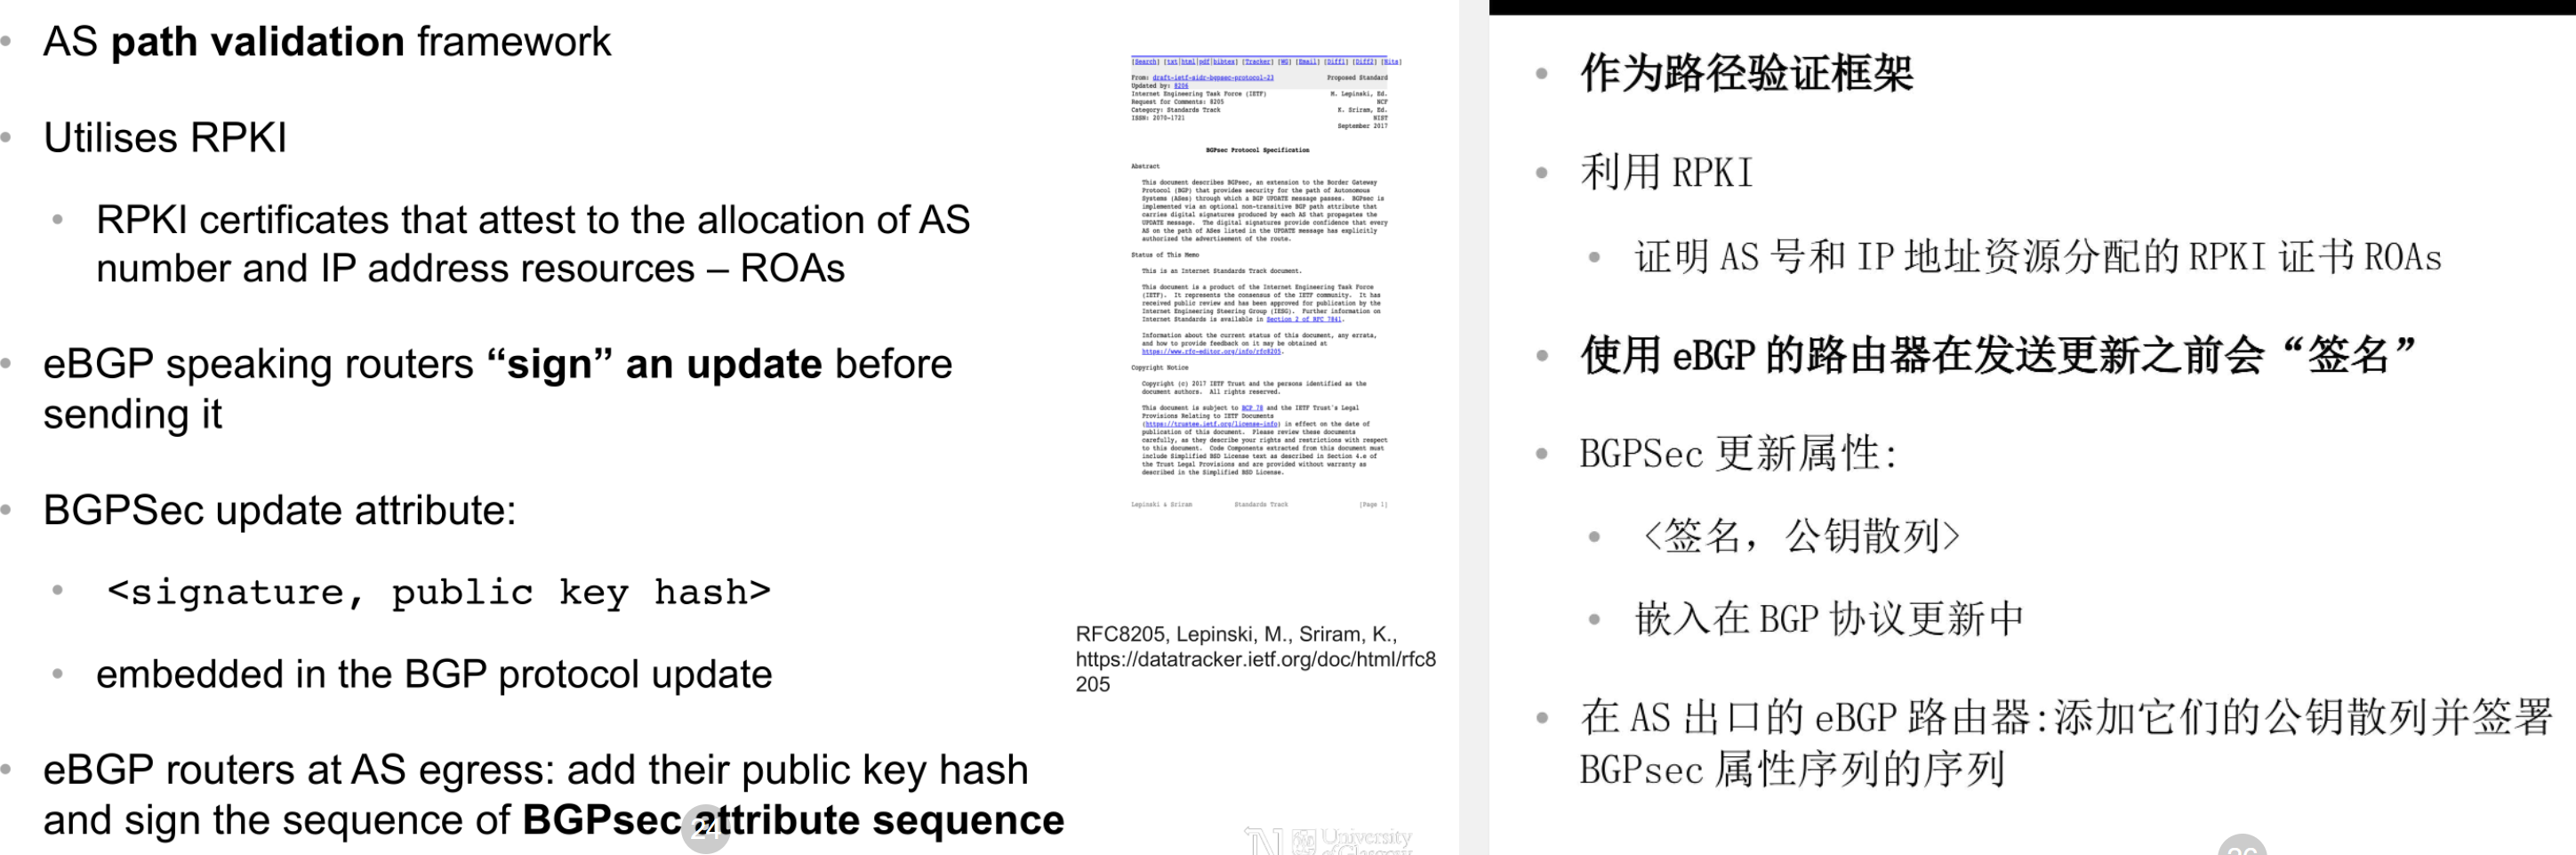 AS path validation framework
Utilises RPKI
RPKI certificates that attest to the allocation of AS
number and IP address resources – ROAs
eBGP speaking routers “sign” an update before
sending it
BGPSec update attribute:
<signature, public key hash>
embedded in the BGP protocol update
eBGP routers at AS egress: add their public key hash
and sign the sequence of BGPsec attribute sequence
24
[Search] [txt|html|pdf|bibtex] [Tracker] [WG] [Email] [Diff1] [Diff2] [Nits]
From: draft-ietf-sidr-bgpsec-protocol-23 Proposed Standard
Updated by: 8206
Internet Engineering Task Force (IETF) M. Lepinski, Ed.
Request for Comments: 8205 NCF
Category: Standards Track K. Sriram, Ed.
ISSN: 2070-1721 NIST
September 2017
BGPsec Protocol Specification
Abstract
This document describes BGPsec, an extension to the Border Gateway
Protocol (BGP) that provides security for the path of Autonomous
Systems (ASes) through which a BGP UPDATE message passes. BGPsec is
implemented via an optional non-transitive BGP path attribute that
carries digital signatures produced by each AS that propagates the
UPDATE message. The digital signatures provide confidence that every
AS on the path of ASes listed in the UPDATE message has explicitly
authorized the advertisement of the route.
Status of This Memo
This is an Internet Standards Track document.
This document is a product of the Internet Engineering Task Force
(IETF). It represents the consensus of the IETF community. It has
received public review and has been approved for publication by the
Internet Engineering Steering Group (IESG). Further information on
Internet Standards is available in Section 2 of RFC 7841.
Information about the current status of this document, any errata,
and how to provide feedback on it may be obtained at
https://www.rfc-editor.org/info/rfc8205.
Copyright Notice
Copyright (c) 2017 IETF Trust and the persons identified as the
document authors. All rights reserved.
This document is subject to BCP 78 and the IETF Trust's Legal
Provisions Relating to IETF Documents
(https://trustee.ietf.org/license-info) in effect on the date of
publication of this document. Please review these documents
carefully, as they describe your rights and restrictions with respect
to this document. Code Components extracted from this document must
include Simplified BSD License text as described in Section 4.e of
the Trust Legal Provisions and are provided without warranty as
described in the Simplified BSD License.
Lepinski & Sriram Standards Track [Page 1]
RFC8205, Lepinski, M., Sriram, K.,
https://datatracker.ietf.org/doc/html/rfc8
205
University
作为路径验证框架
利用 RPKI
证明 AS 号和 IP 地址资源分配的 RPKI 证书 ROAs
使用 eBGP 的路由器在发送更新之前会“签名”
BGPSec 更新属性:
<签名，公钥散列>
嵌入在 BGP 协议更新中
在 AS 出口的 eBGP 路由器:添加它们的公钥散列并签署
BGPsec 属性序列的序列